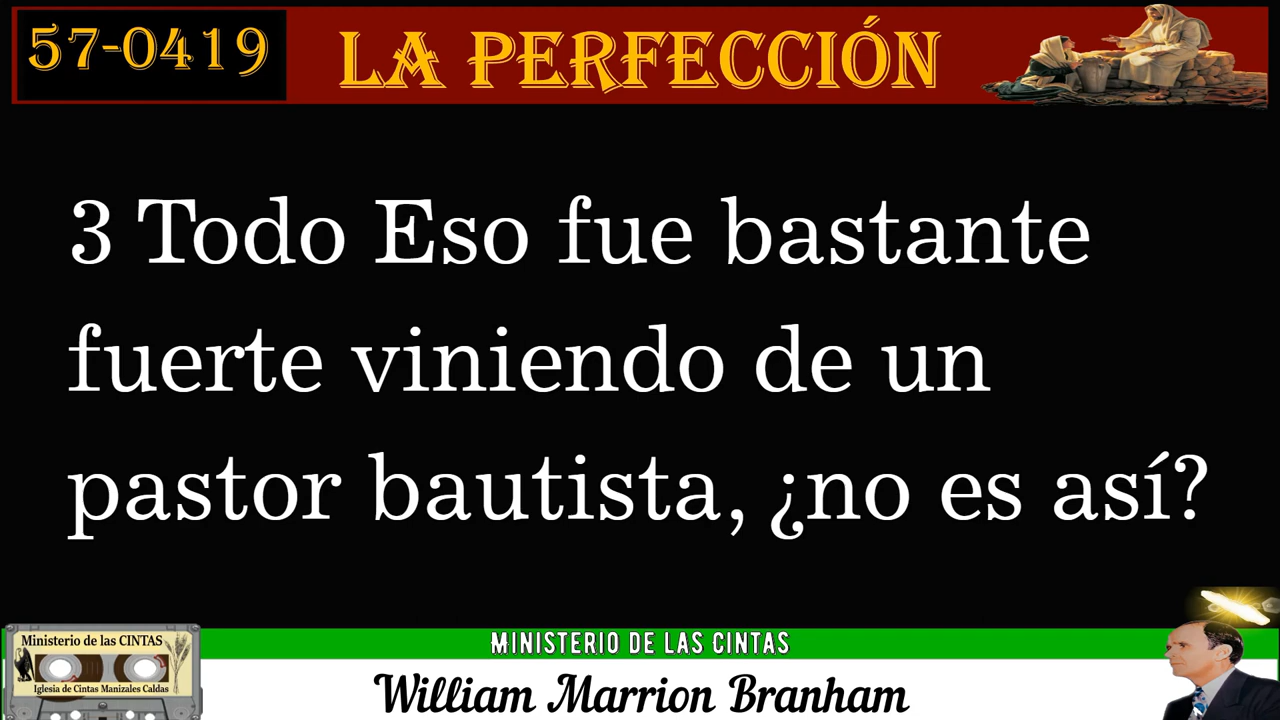 57-0419
LA PERFECCIÓN
3 Todo Eso fue bastante
fuerte viniendo de un
pastor bautista, ¿no es así?
MINISTERIO DE LAS CINTAS
Ministerio de las CINTAS
Iglesia de Cintas Manizales Caldas
William Marrion Branham